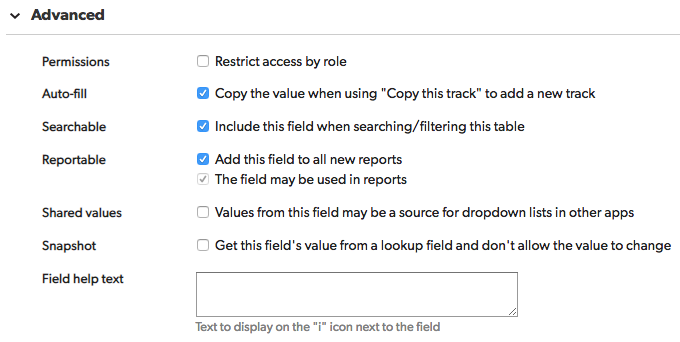 Advanced
Permissions Restrict access by role
Auto-fill Copy the value when using "Copy this track" to add a new track
Searchable Include this field when searching/filtering this table
Reportable Add this field to all new reports
The field may be used in reports
Shared values Values from this field may be a source for dropdown lists in other apps
Snapshot Get this field's value from a lookup field and don't allow the value to change
Field help text
Text to display on the "i" icon next to the field